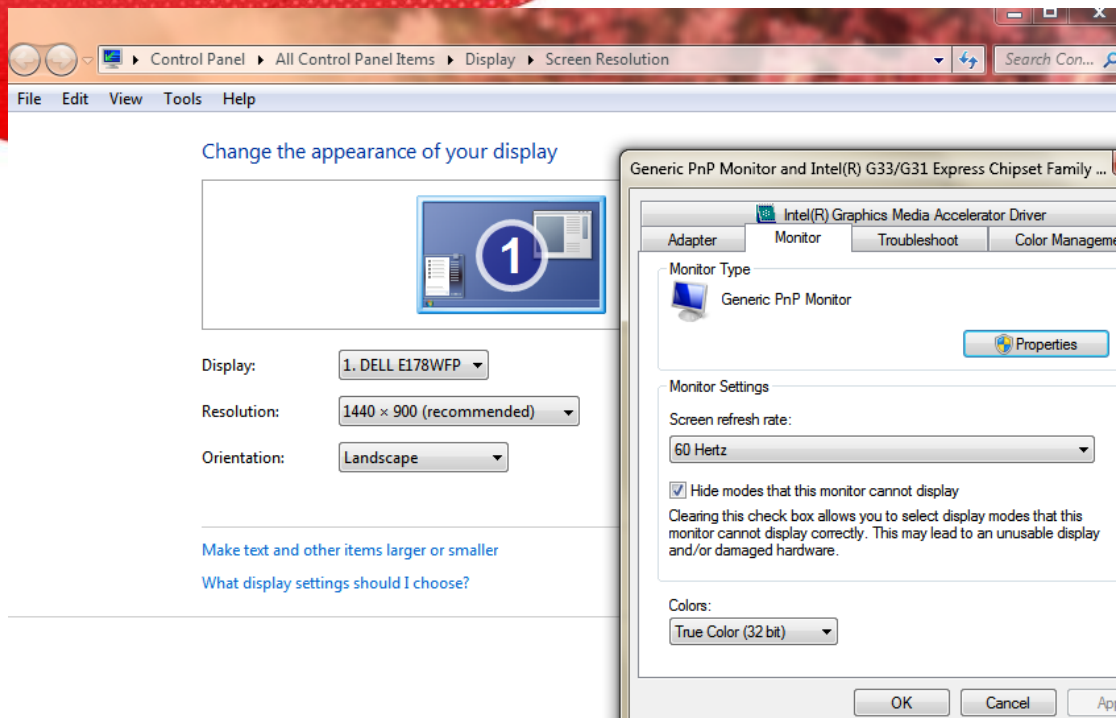 Control Panel ▸ All Control Panel Items ▸ Display ▸ Screen Resolution
Search Con...
File Edit View Tools Help
Change the appearance of your display
1
Display: 1. DELL E178WFP
Resolution: 1440 × 900 (recommended)
Orientation: Landscape
Make text and other items larger or smaller
What display settings should I choose?
Generic PnP Monitor and Intel(R) G33/G31 Express Chipset Family ...
Intel(R) Graphics Media Accelerator Driver
Adapter Monitor Troubleshoot Color Manageme
Monitor Type
Generic PnP Monitor
Properties
Monitor Settings
Screen refresh rate:
60 Hertz
Hide modes that this monitor cannot display
Clearing this check box allows you to select display modes that this
monitor cannot display correctly. This may lead to an unusable display
and/or damaged hardware.
Colors:
True Color (32 bit)
OK Cancel Ap